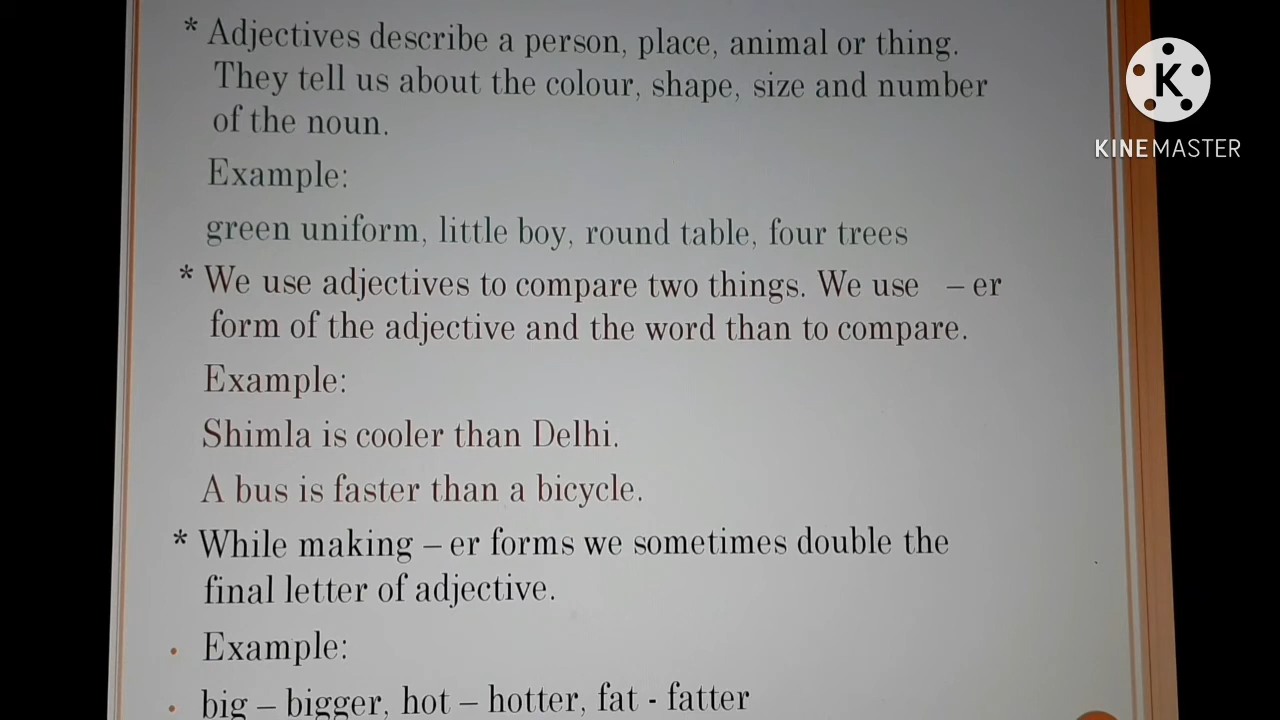 * Adjectives describe a person, place, animal or thing.
They tell us about the colour, shape, size and number
of the noun.
Example:
green uniform, little boy, round table, four trees
* We use adjectives to compare two things. We use – er
form of the adjective and the word than to compare.
Example:
Shimla is cooler than Delhi.
A bus is faster than a bicycle.
* While making – er forms we sometimes double the
final letter of adjective.
• Example:
• big – bigger, hot – hotter, fat - fatter
K
KINEMASTER